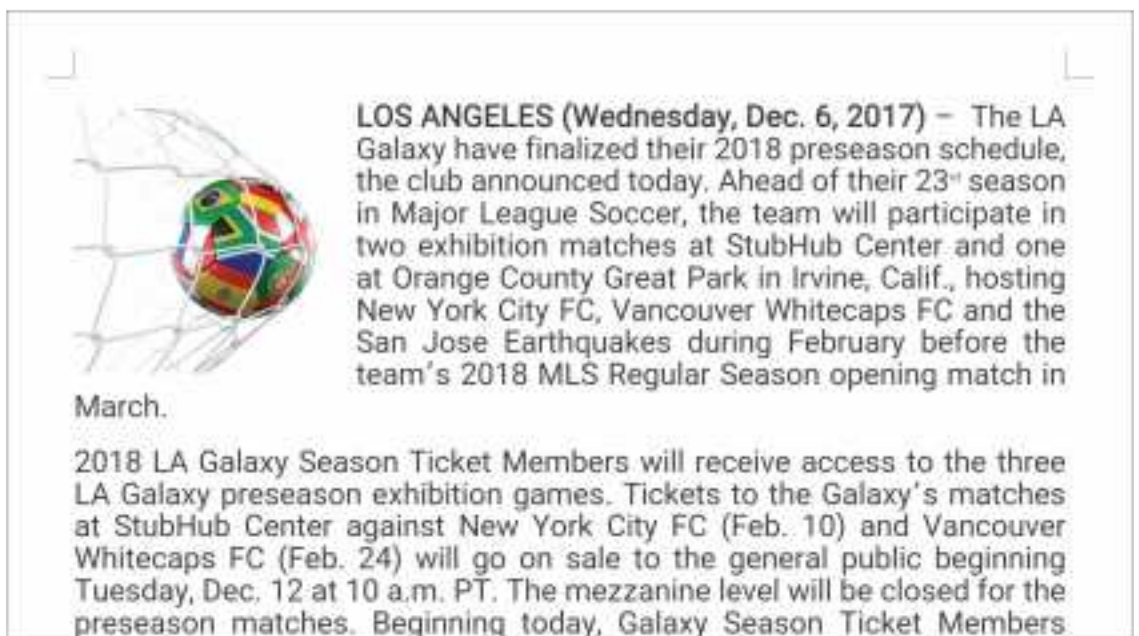 LOS ANGELES (Wednesday, Dec. 6, 2017) – The LA
Galaxy have finalized their 2018 preseason schedule,
the club announced today. Ahead of their 23st season
in Major League Soccer, the team will participate in
two exhibition matches at StubHub Center and one
at Orange County Great Park in Irvine, Calif., hosting
New York City FC, Vancouver Whitecaps FC and the
San Jose Earthquakes during February before the
team's 2018 MLS Regular Season opening match in
March.
2018 LA Galaxy Season Ticket Members will receive access to the three
LA Galaxy preseason exhibition games. Tickets to the Galaxy's matches
at StubHub Center against New York City FC (Feb. 10) and Vancouver
Whitecaps FC (Feb. 24) will go on sale to the general public beginning
Tuesday, Dec. 12 at 10 a.m. PT. The mezzanine level will be closed for the
preseason matches. Beginning today, Galaxy Season Ticket Members